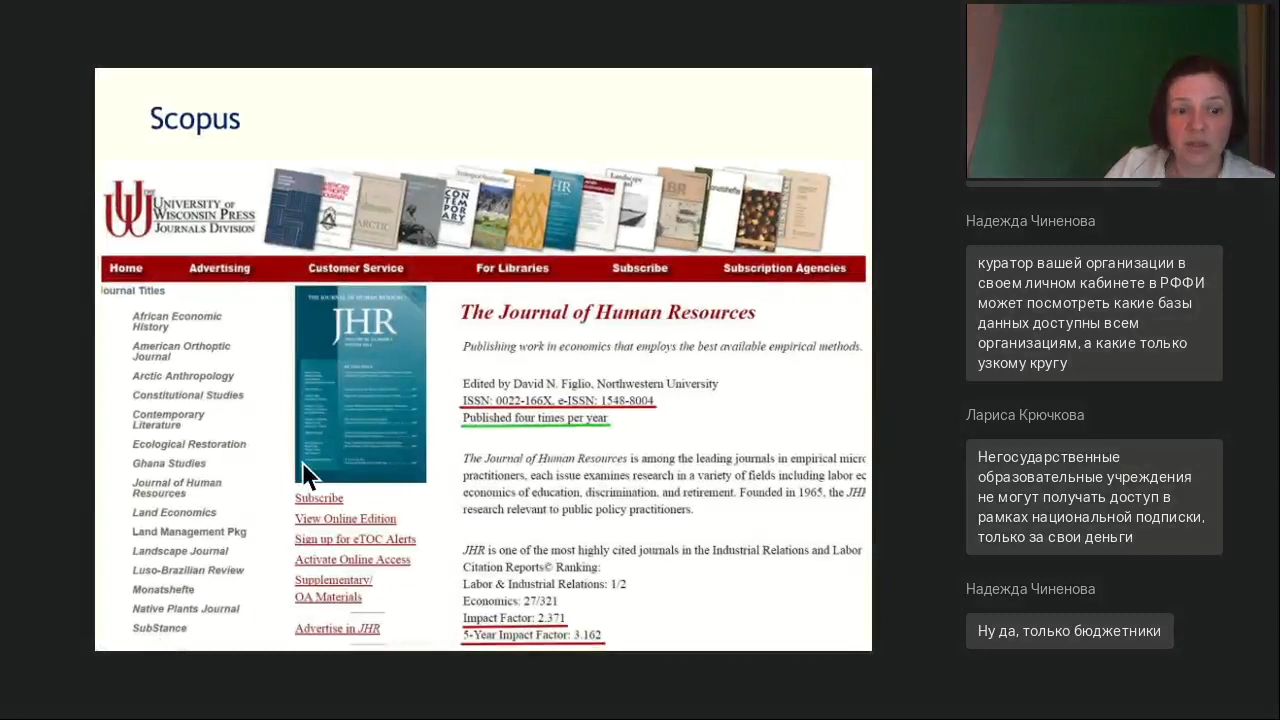 Scopus
THE
UNIVERSITY OF
WISCONSIN PRESS
JOURNALS DIVISION
Home Advertising Customer Service For Libraries Subscribe Subscription Agencies
Journal Titles
African Economic
History
American Orthoptic
Journal
Arctic Anthropology
Constitutional Studies
Contemporary
Literature
Ecological Restoration
Ghana Studies
Journal of Human
Resources
Land Economics
Land Management Pkg
Landscape Journal
Luso-Brazilian Review
Monatshefte
Native Plants Journal
SubStance
THE JOURNAL OF HUMAN RESOURCES
JHR
Subscribe
View Online Edition
Sign up for eTOC Alerts
Activate Online Access
Supplementary/
OA Materials
Advertise in JHR
The Journal of Human Resources
Publishing work in economics that employs the best available empirical methods.
Edited by David N. Figlio, Northwestern University
ISSN: 0022-166X, e-ISSN: 1548-8004
Published four times per year
The Journal of Human Resources is among the leading journals in empirical micro
practitioners, each issue examines research in a variety of fields including labor ec
economics of education, discrimination, and retirement. Founded in 1965, the JHR
research relevant to public policy practitioners.
JHR is one of the most highly cited journals in the Industrial Relations and Labor
Citation Reports© Ranking:
Labor & Industrial Relations: 1/2
Economics: 27/321
Impact Factor: 2.371
5-Year Impact Factor: 3.162
Надежда Чиненова
куратор вашей организации в
своем личном кабинете в РФФИ
может посмотреть какие базы
данных доступны всем
организациям, а какие только
узкому кругу
Лариса Крючкова
Негосударственные
образовательные учреждения
не могут получать доступ в
рамках национальной подписки,
только за свои деньги
Надежда Чиненова
Ну да, только бюджетники